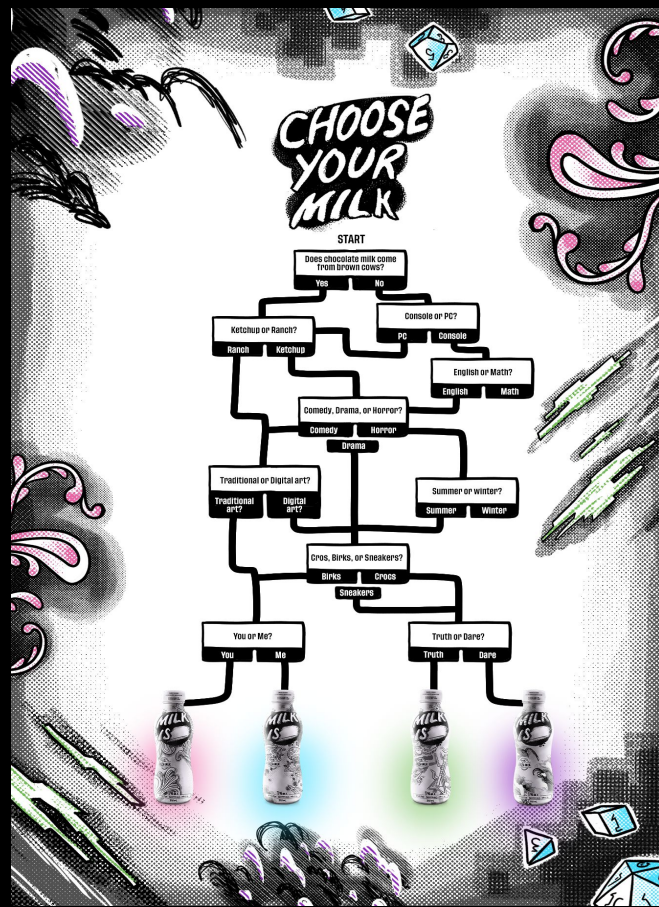 CHOOSE
YOUR
MILK
START
Does chocolate milk come
from brown cows?
Yes No
Console or PC?
PC Console
Ketchup or Ranch?
Ranch Ketchup
English or Math?
English Math
Comedy, Drama, or Horror?
Comedy Horror
Drama
Traditional or Digital art?
Traditional
art?
Digital
art?
Summer or winter?
Summer Winter
Cros, Birks, or Sneakers?
Birks Crocs
Sneakers
You or Me?
You Me
Truth or Dare?
Truth Dare
MILK
IS
MILK
IS
MILK
IS
MILK
IS